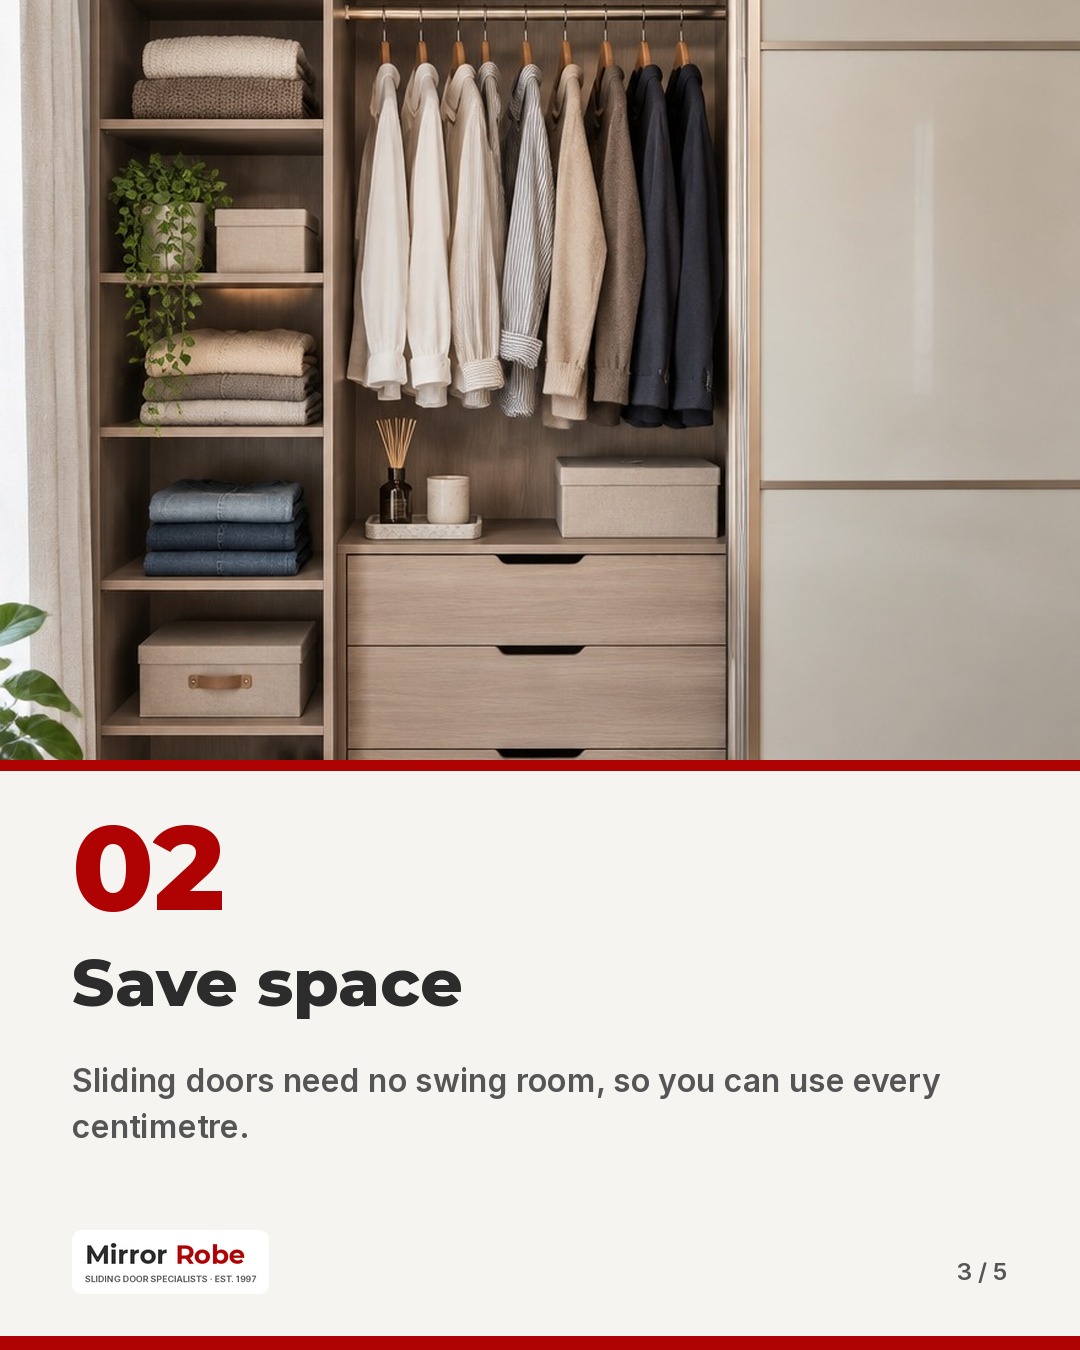 02
Save space
Sliding doors need no swing room, so you can use every
centimetre.
Mirror Robe
SLIDING DOOR SPECIALISTS · EST. 1997
3 / 5